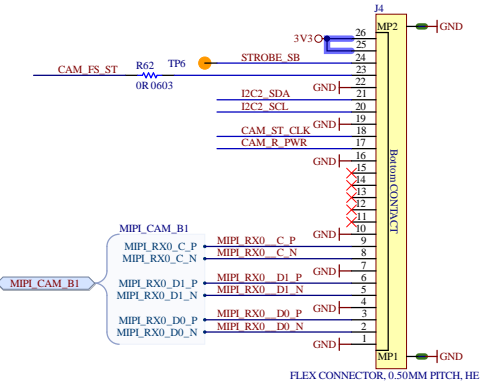 J4
MP2
GND
26
3V3
25
24
STROBE_SB
TP6
R62
CAM_FS_ST
23
0R 0603
22
GND
21
I2C2_SDA
20
I2C2_SCL
19
GND
18
CAM_ST_CLK
17
CAM_R_PWR
16
GND
15
14
13
12
11
BottomCONTACT
10
GND
MIPI_CAM_B1
MIPI_RX0_C_P
MIPI_RX0__C_P
9
MIPI_RX0_C_N
MIPI_RX0__C_N
8
7
GND
MIPI_CAM_B1
MIPI_RX0_D1_P
MIPI_RX0__D1_P
6
MIPI_RX0_D1_N
MIPI_RX0__D1_N
5
4
GND
MIPI_RX0_D0_P
MIPI_RX0__D0_P
3
MIPI_RX0_D0_N
MIPI_RX0__D0_N
2
1
GND
MP1
GND
FLEX CONNECTOR, 0.50MM PITCH, HE